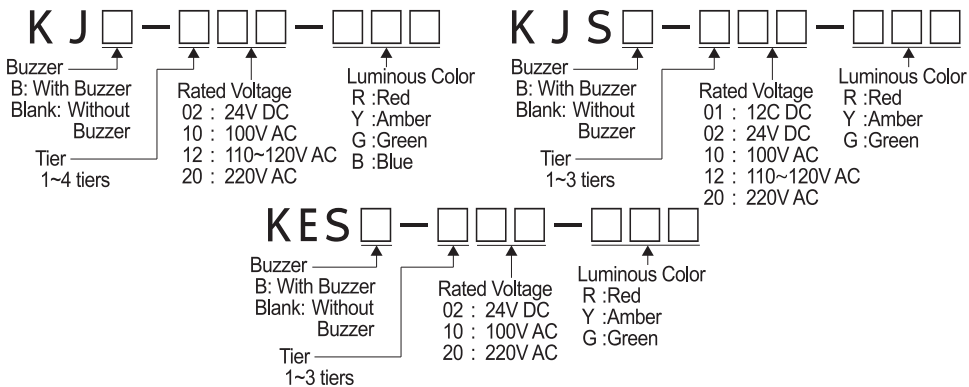 K J □ - □ □ □ - □ □ □
Buzzer
B: With Buzzer
Blank: Without
Buzzer
Tier
1~4 tiers
Rated Voltage
02 : 24V DC
10 : 100V AC
12 : 110~120V AC
20 : 220V AC
Luminous Color
R :Red
Y :Amber
G :Green
B :Blue
K J S □ - □ □ □ - □ □ □
Buzzer
B: With Buzzer
Blank: Without
Buzzer
Tier
1~3 tiers
Rated Voltage
01 : 12C DC
02 : 24V DC
10 : 100V AC
12 : 110~120V AC
20 : 220V AC
Luminous Color
R :Red
Y :Amber
G :Green
K E S □ - □ □ □ - □ □ □
Buzzer
B: With Buzzer
Blank: Without
Buzzer
Tier
1~3 tiers
Rated Voltage
02 : 24V DC
10 : 100V AC
20 : 220V AC
Luminous Color
R :Red
Y :Amber
G :Green